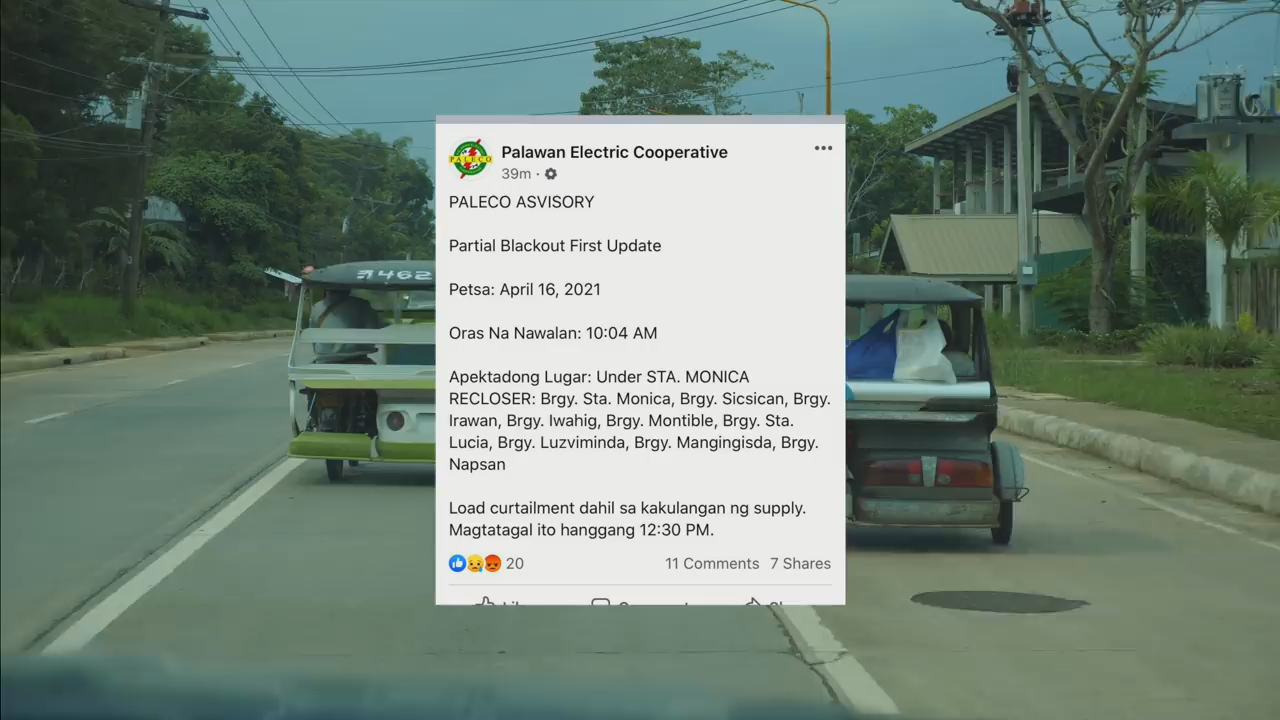 Palawan Electric Cooperative
39m
PALECO
PALECO ASVISORY
Partial Blackout First Update
Petsa: April 16, 2021
Oras Na Nawalan: 10:04 AM
Apektadong Lugar: Under STA. MONICA
RECLOSER: Brgy. Sta. Monica, Brgy. Sicsican, Brgy.
Irawan, Brgy. Iwahig, Brgy. Montible, Brgy. Sta.
Lucia, Brgy. Luzviminda, Brgy. Mangingisda, Brgy.
Napsan
Load curtailment dahil sa kakulangan ng supply.
Magtatagal ito hanggang 12:30 PM.
20
11 Comments 7 Shares
1462